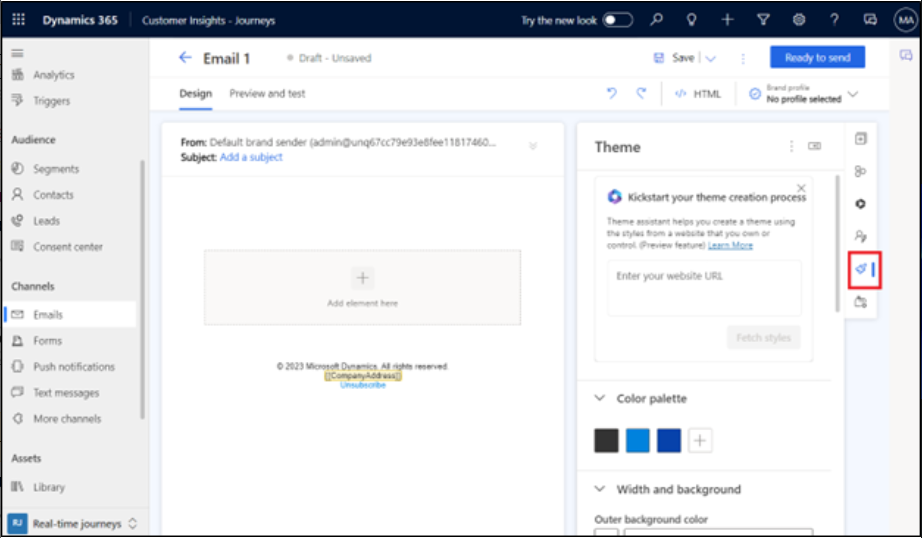 Dynamics 365
Customer Insights - Journeys
Try the new look
MA
Analytics
Triggers
Audience
Segments
Contacts
Leads
Consent center
Channels
Emails
Forms
Push notifications
Text messages
More channels
Assets
Library
RJ Real-time journeys
Email 1
Draft - Unsaved
Save
Ready to send
Design
Preview and test
HTML
Brand profile
No profile selected
From: Default brand sender (admin@unq67cc79e93e8fee11817460...
Subject: Add a subject
Add element here
© 2023 Microsoft Dynamics. All rights reserved.
{{CompanyAddress}}
Unsubscribe
Theme
Kickstart your theme creation process
Theme assistant helps you create a theme using
the styles from a website that you own or
control. (Preview feature) Learn More
Enter your website URL
Fetch styles
Color palette
Width and background
Outer background color